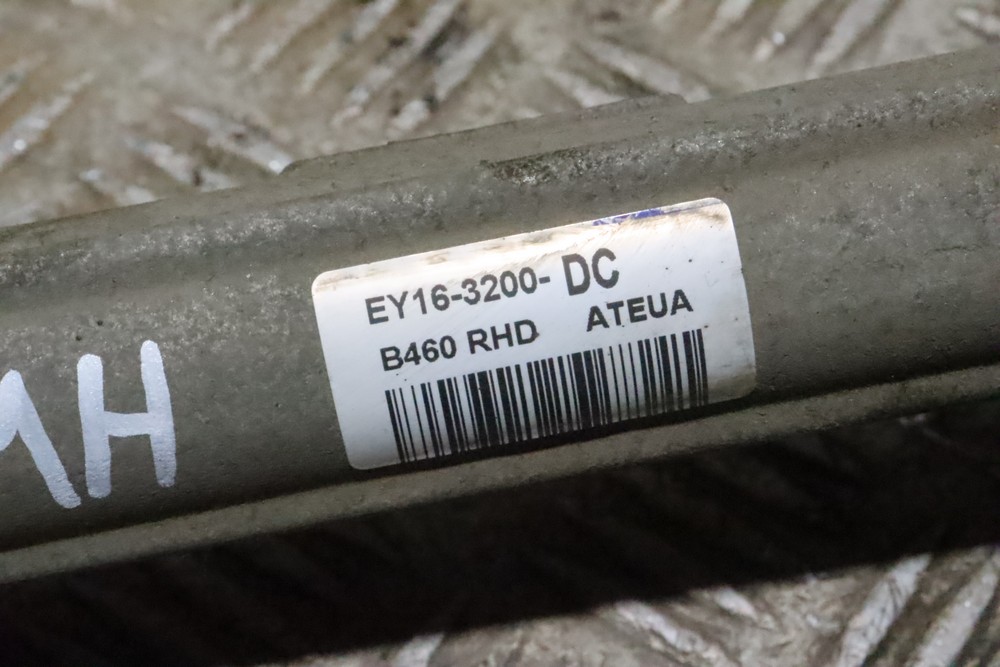 EY16-3200- DC
B460 RHD ATEUA
H